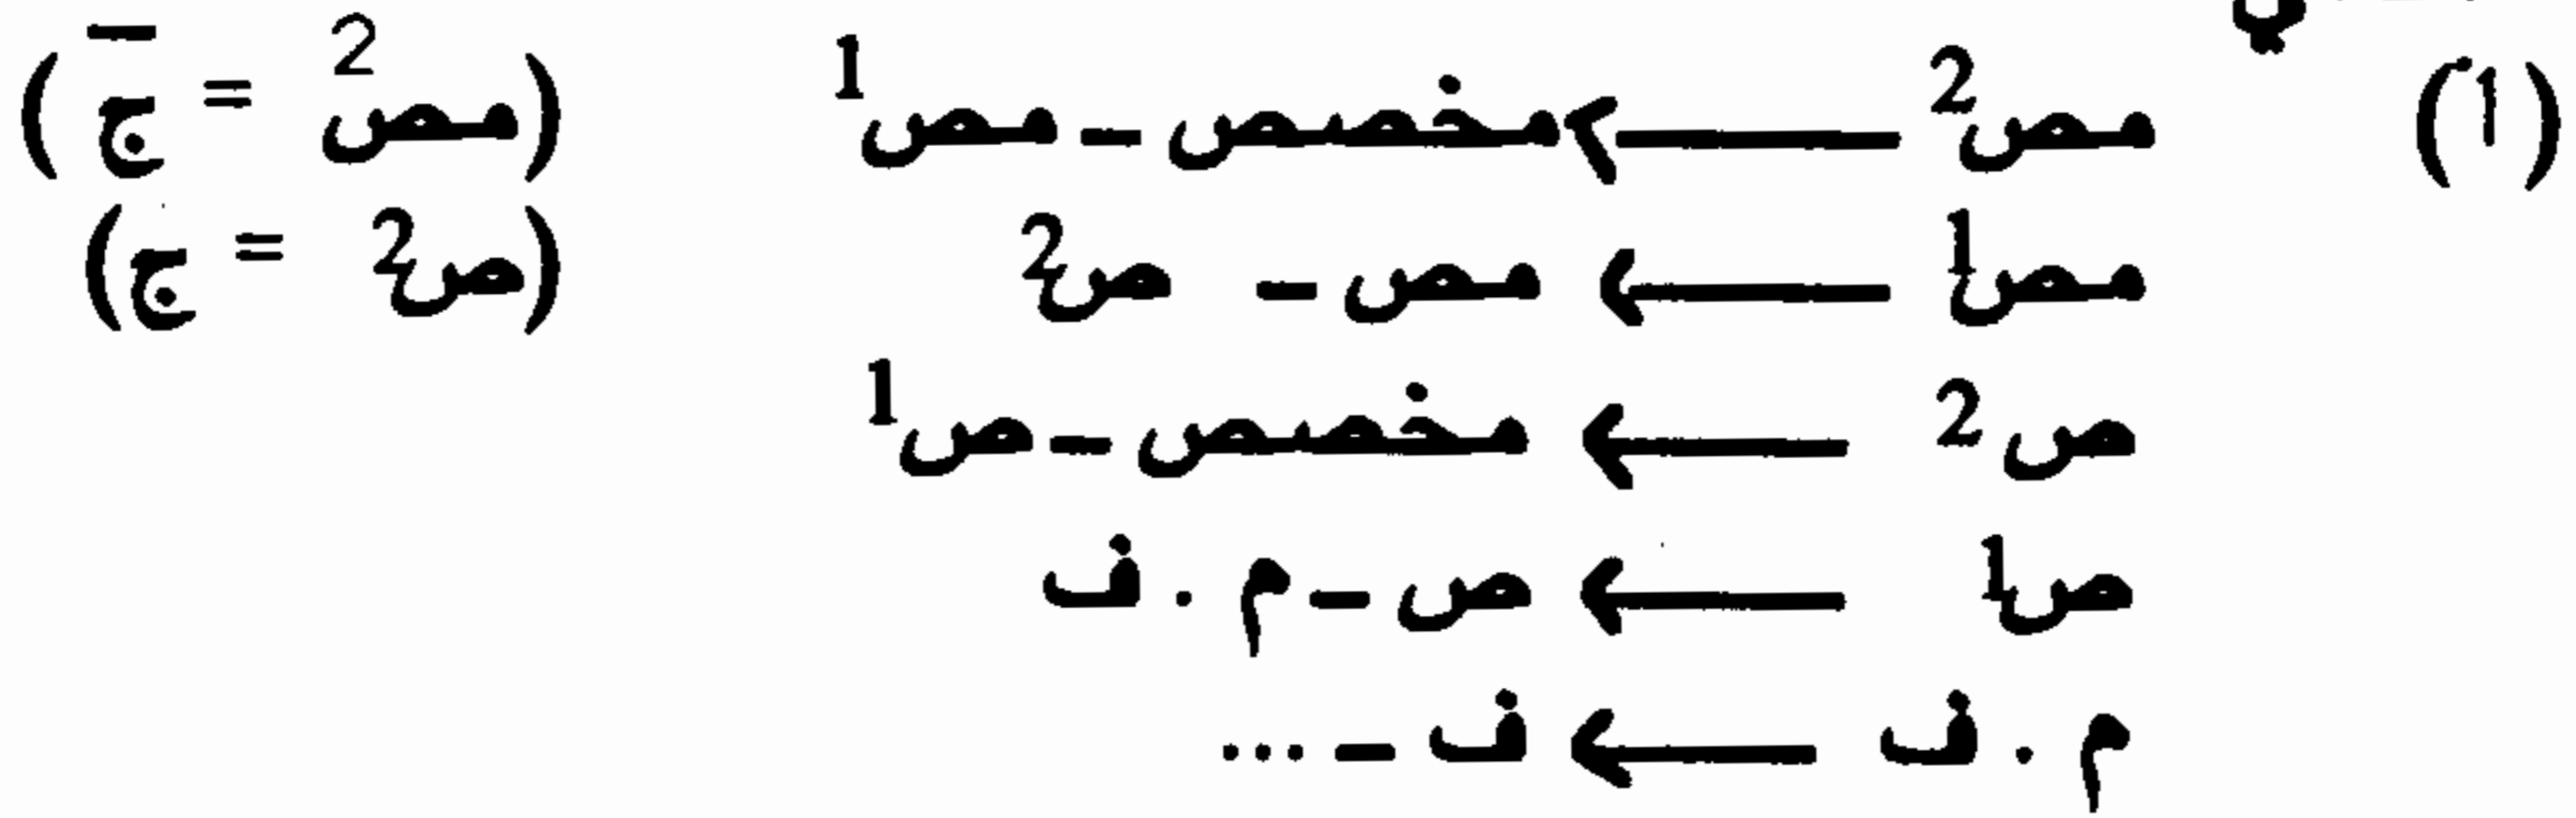 (1) مص² ← مخصص - مص¹ (مص² = ج̄)
مص¹ ← مص - ص² (ص² = ج)
ص² ← مخصص - ص¹
ص¹ ← ص - م . ف
م . ف ← ف - ...